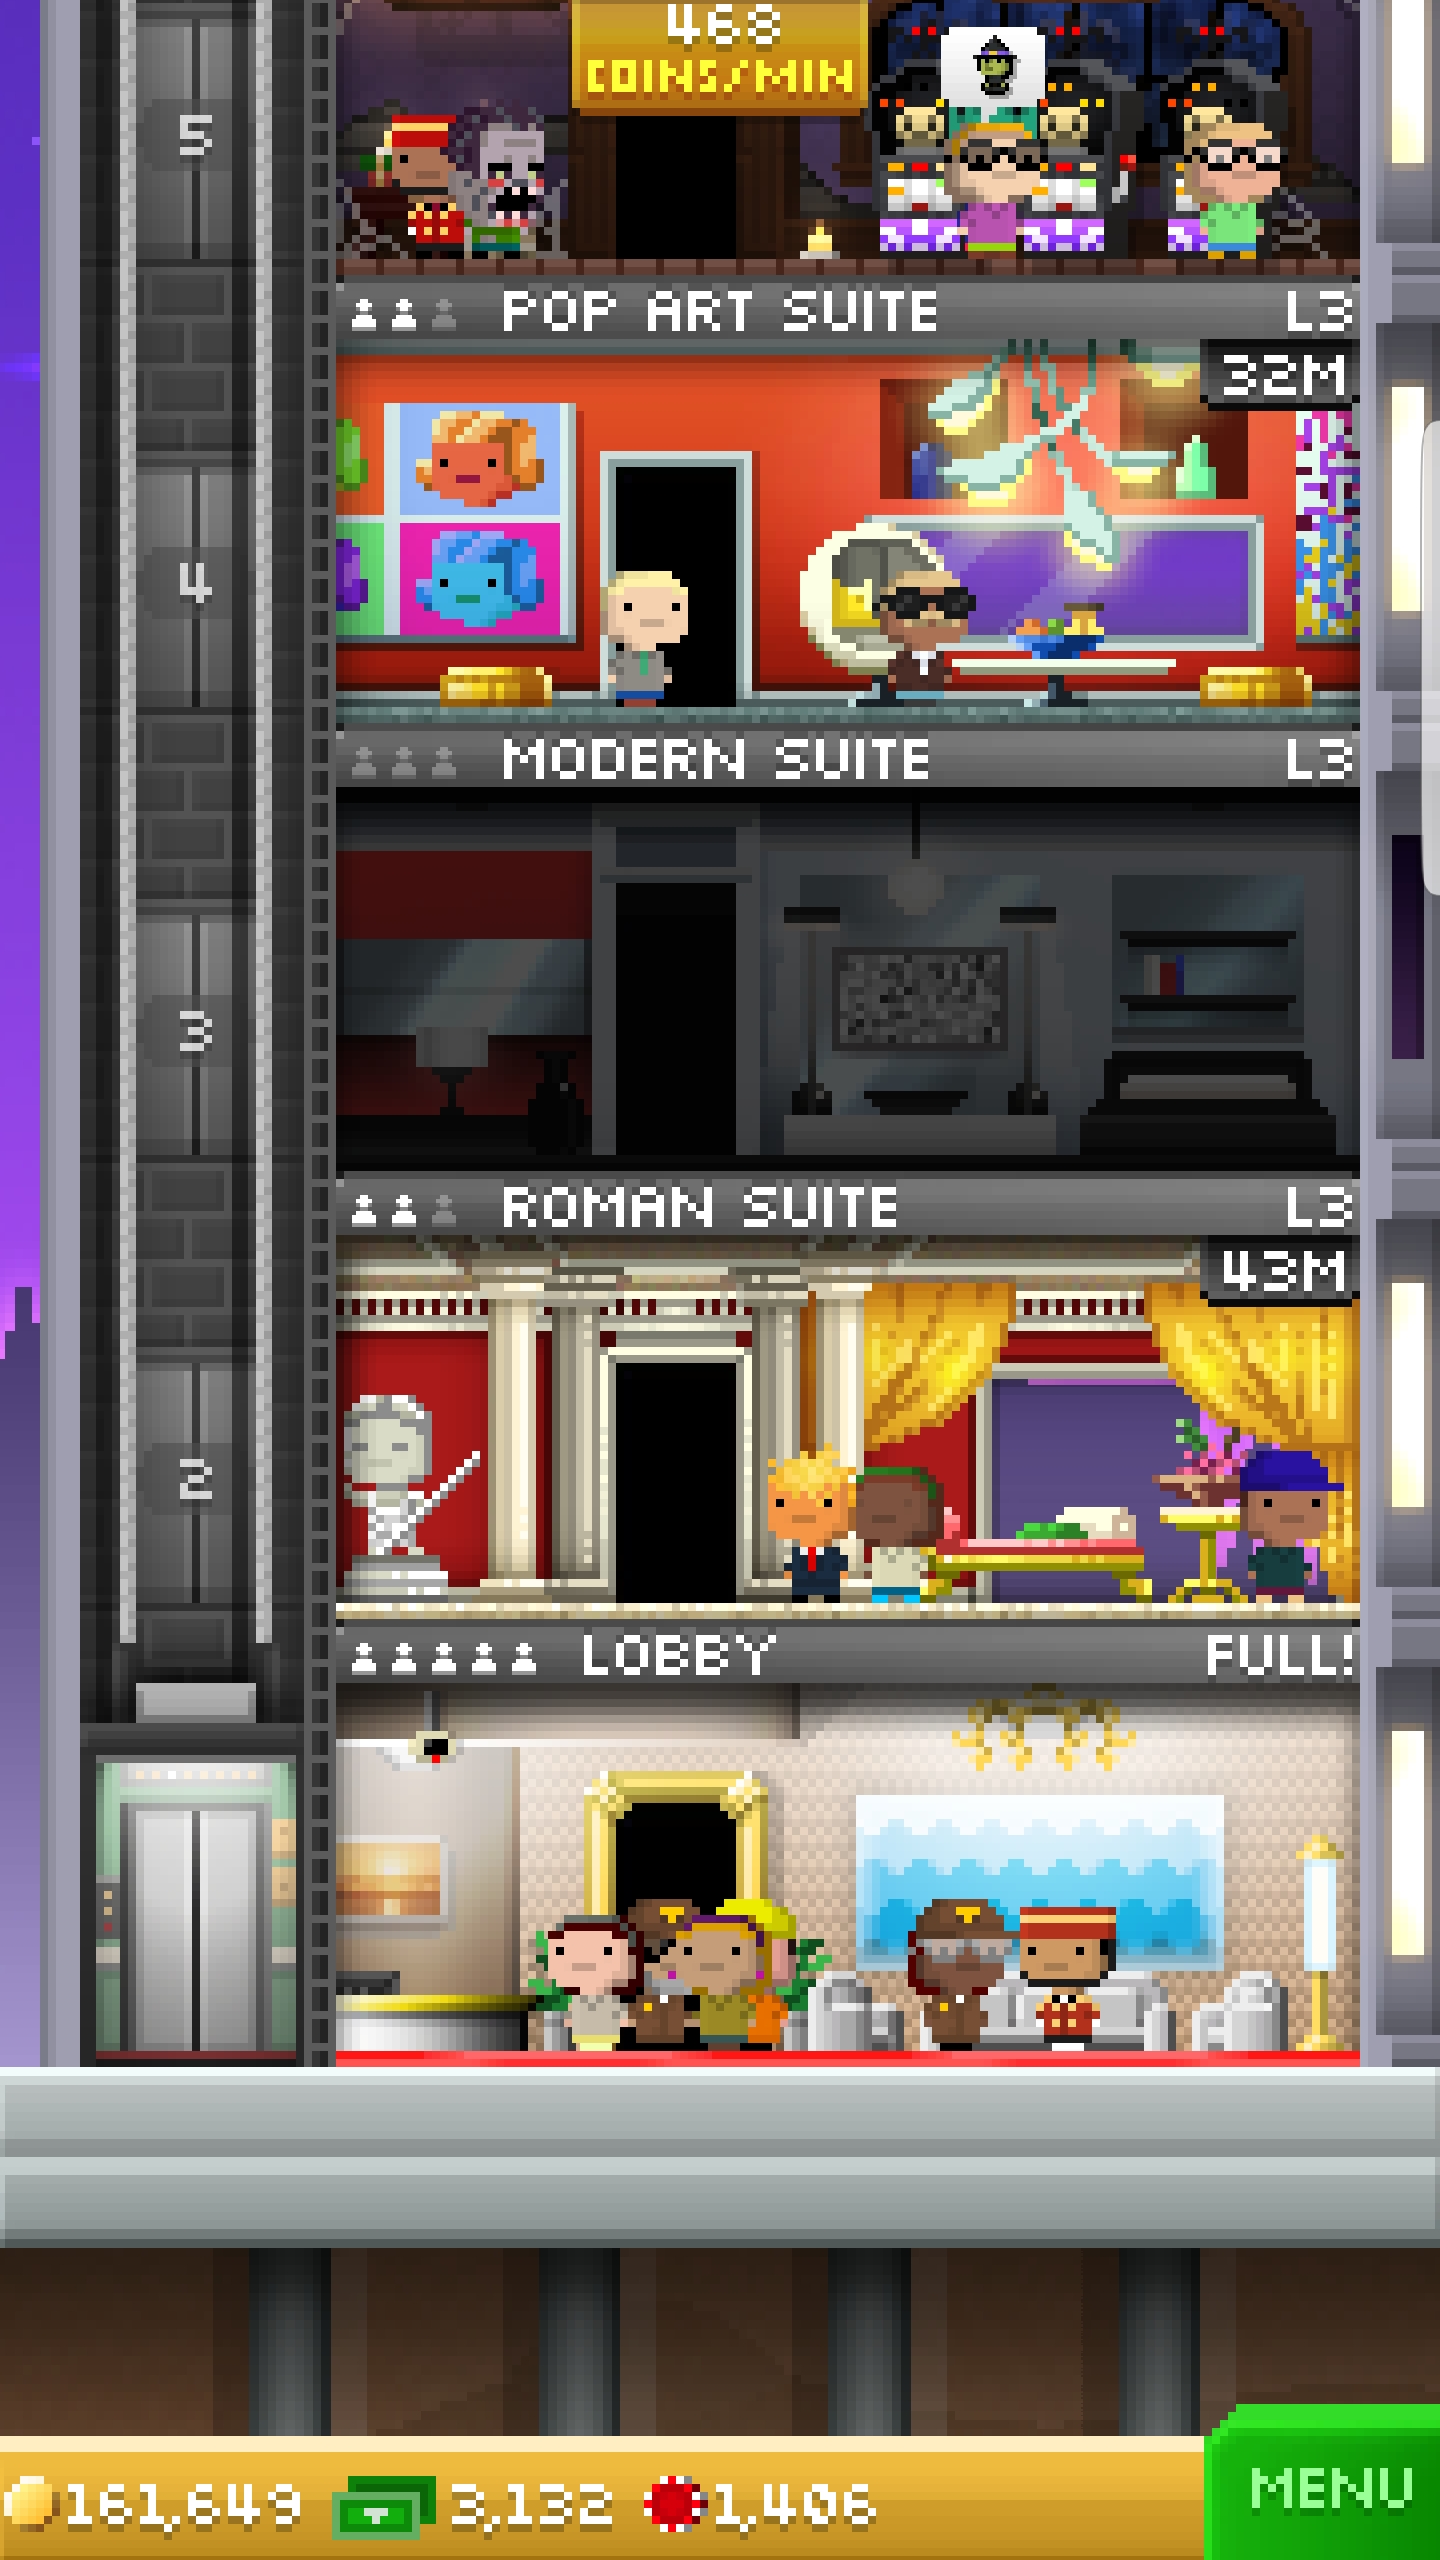 468
COINS/MIN
5
POP ART SUITE L3
32M
4
MODERN SUITE L3
3
ROMAN SUITE L3
43M
2
LOBBY FULL!
161,649 3,132 1,406 MENU